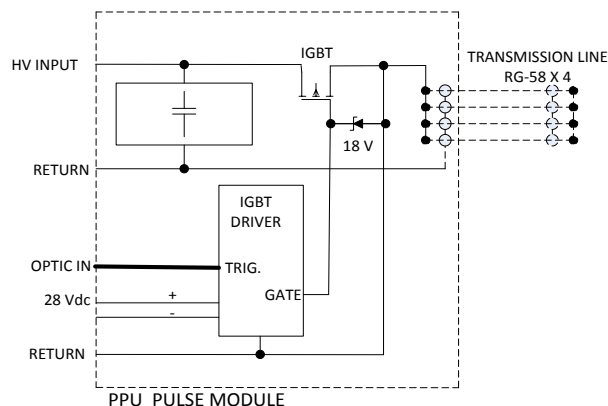 IGBT
HV INPUT
TRANSMISSION LINE
RG-58 X 4
18 V
RETURN
IGBT
DRIVER
OPTIC IN
TRIG.
GATE
28 Vdc
+
-
RETURN
PPU PULSE MODULE